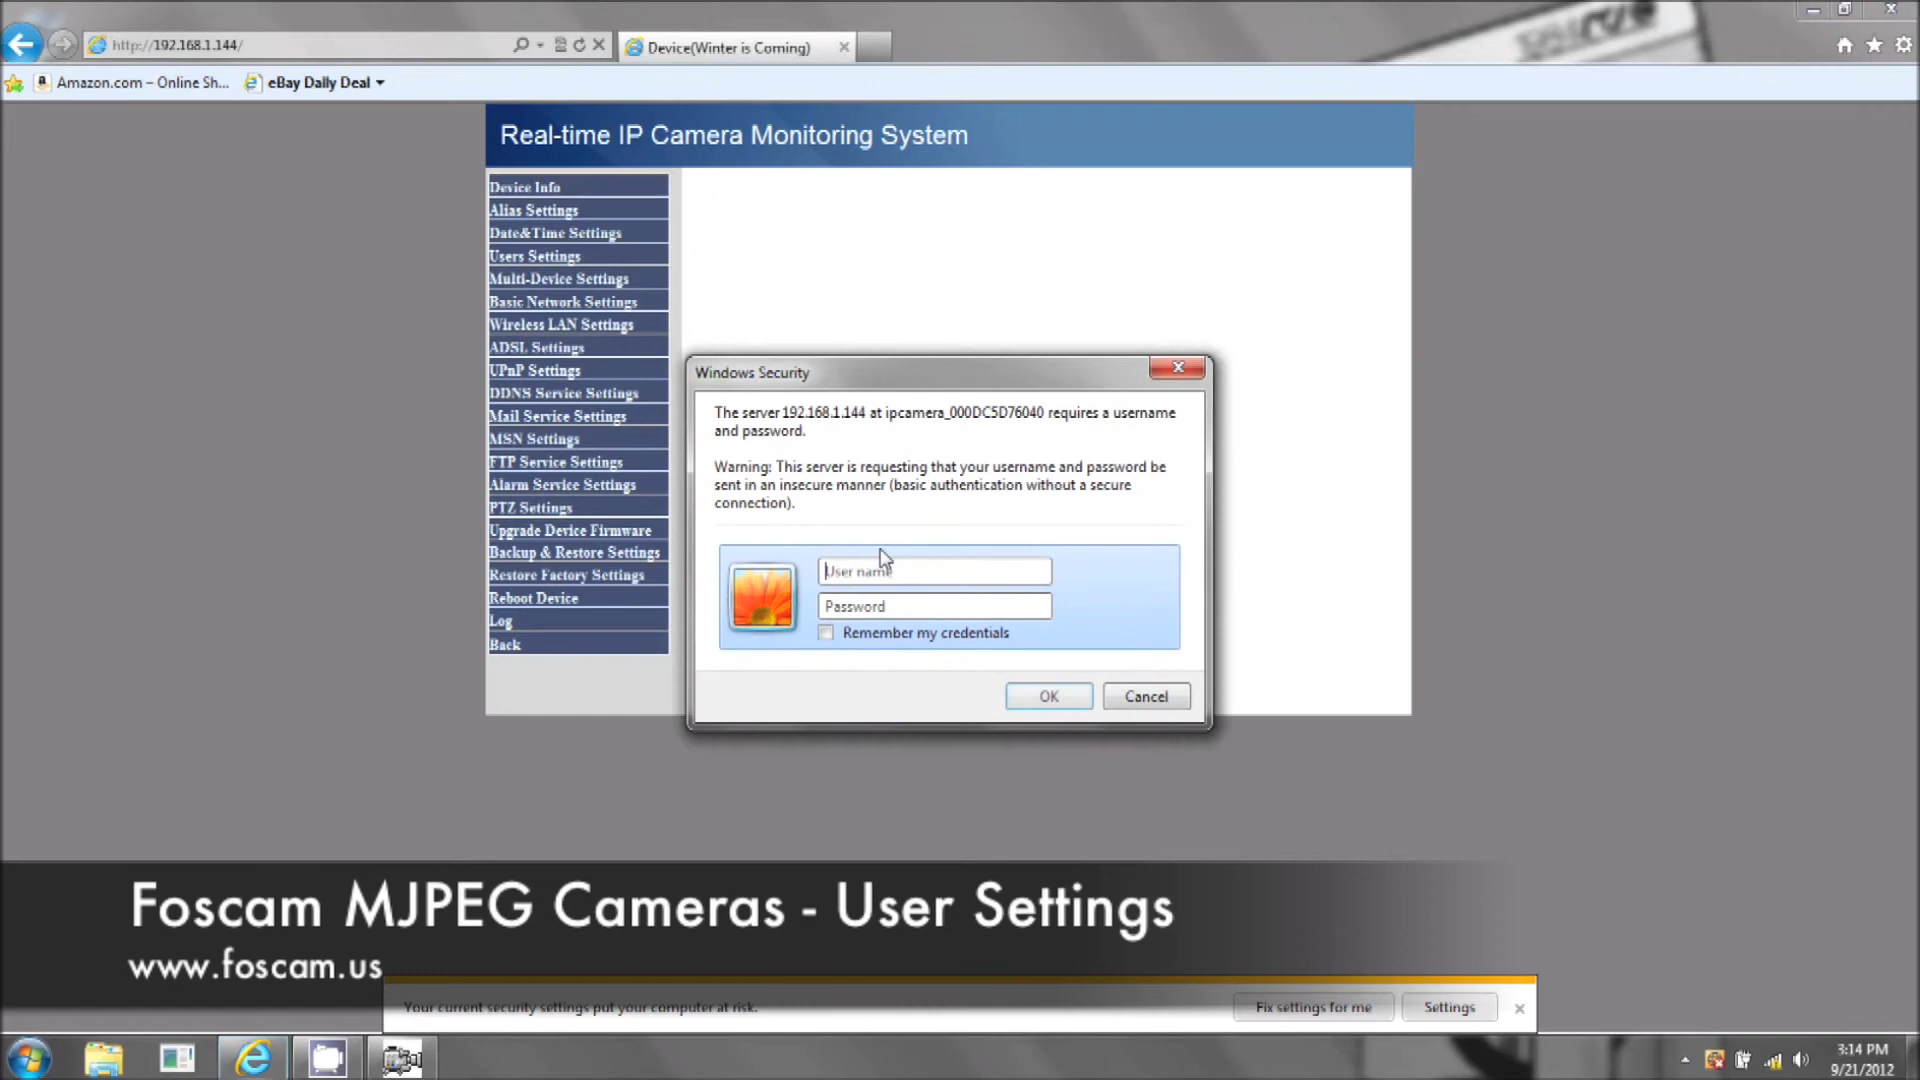 http://192.168.1.144/
Device(Winter is Coming)
Amazon.com – Online Sh...
eBay Daily Deal
Real-time IP Camera Monitoring System
Device Info
Alias Settings
Date&Time Settings
Users Settings
Multi-Device Settings
Basic Network Settings
Wireless LAN Settings
ADSL Settings
UPnP Settings
DDNS Service Settings
Mail Service Settings
MSN Settings
FTP Service Settings
Alarm Service Settings
PTZ Settings
Upgrade Device Firmware
Backup & Restore Settings
Restore Factory Settings
Reboot Device
Log
Back
Windows Security
The server 192.168.1.144 at ipcamera_000DC5D76040 requires a username
and password.
Warning: This server is requesting that your username and password be
sent in an insecure manner (basic authentication without a secure
connection).
User name
Password
Remember my credentials
OK
Cancel
Foscam MJPEG Cameras - User Settings
www.foscam.us
Your current security settings put your computer at risk.
Fix settings for me
Settings
3:14 PM
9/21/2012